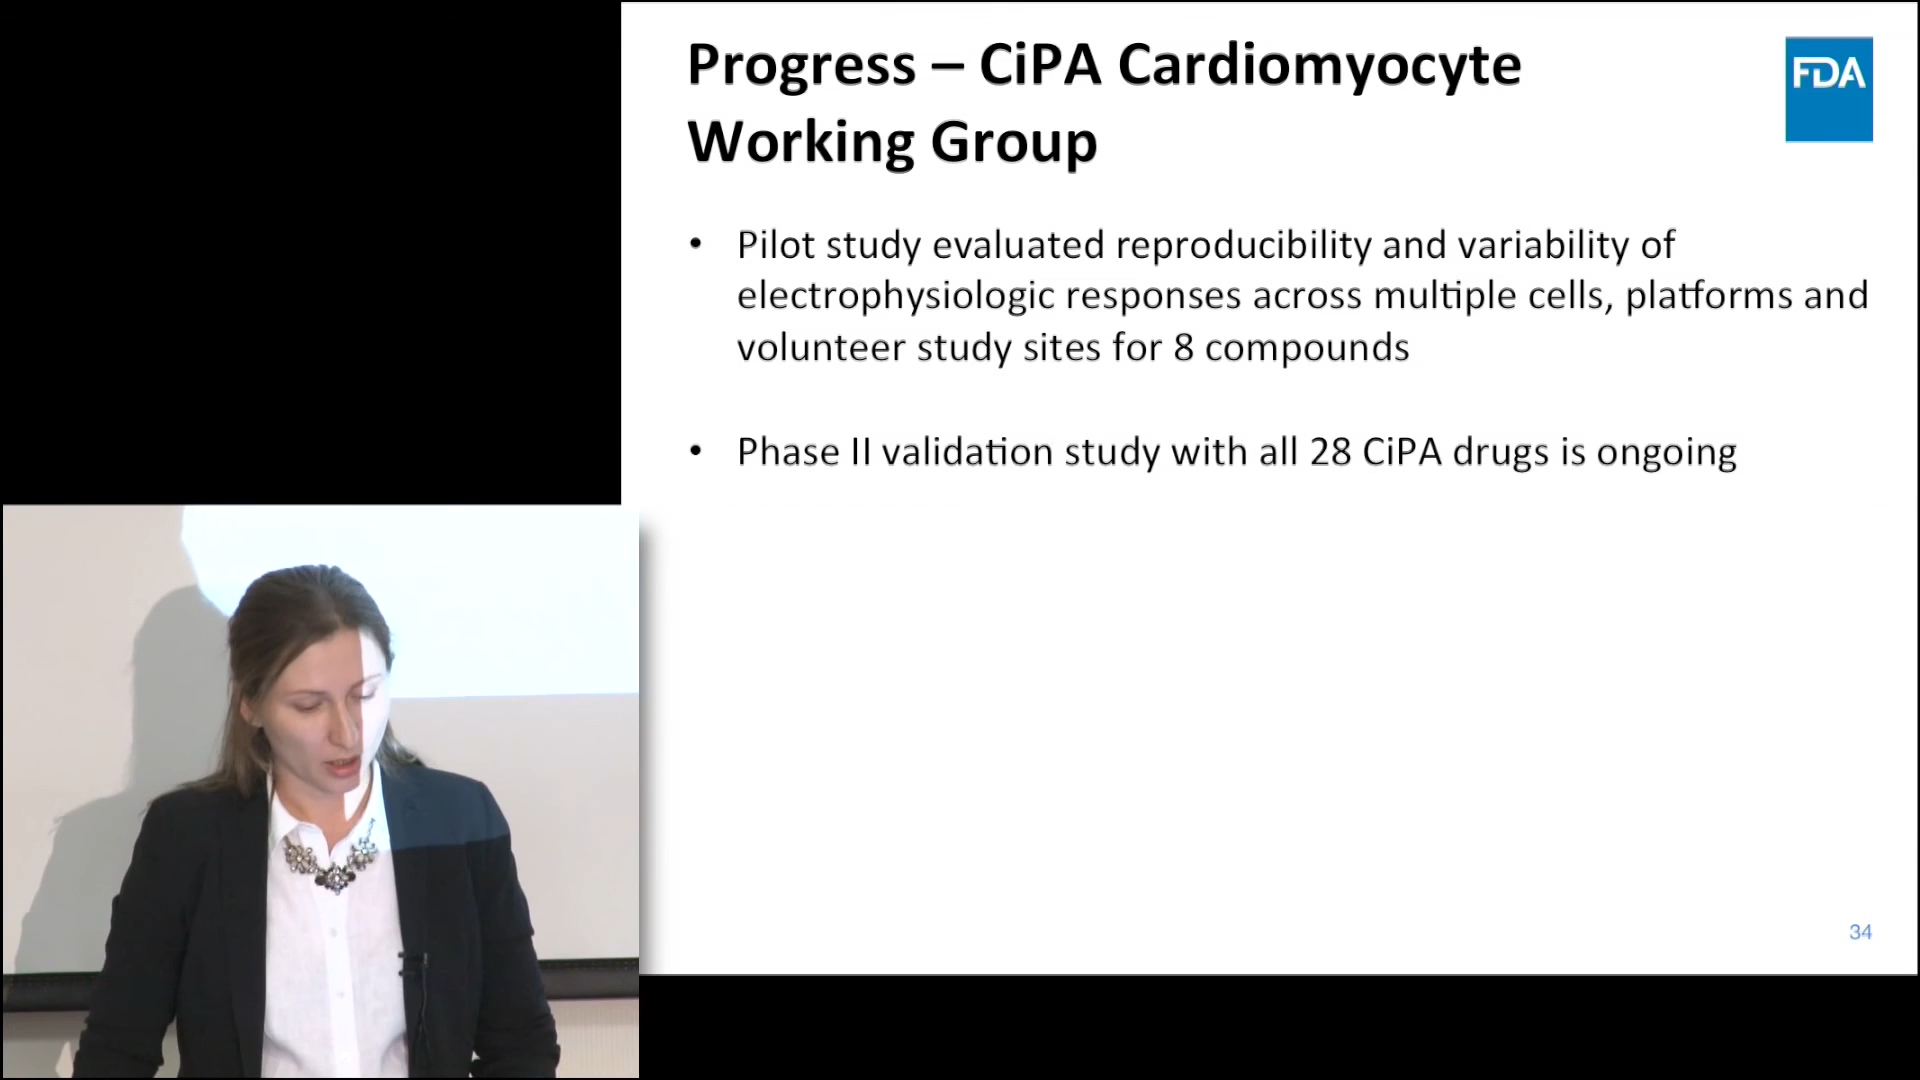 Progress – CiPA Cardiomyocyte
Working Group
FDA
• Pilot study evaluated reproducibility and variability of
electrophysiologic responses across multiple cells, platforms and
volunteer study sites for 8 compounds
• Phase II validation study with all 28 CiPA drugs is ongoing
34